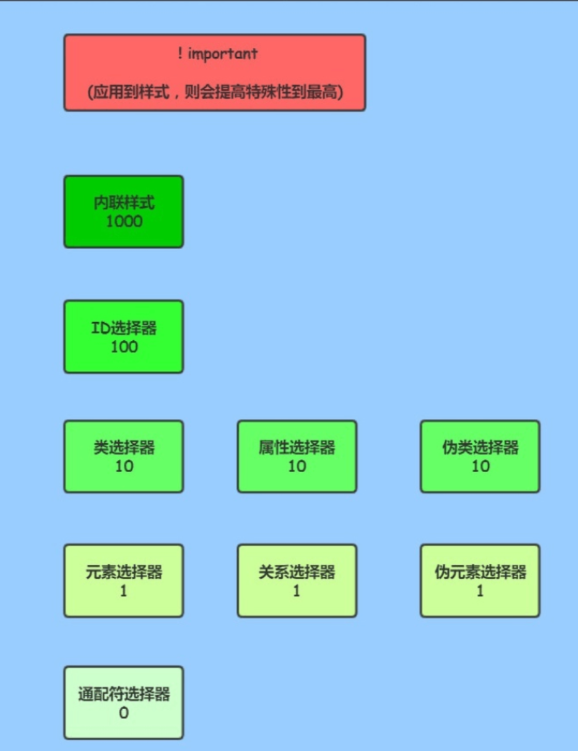 ! important
(应用到样式，则会提高特殊性到最高)
内联样式
1000
ID选择器
100
类选择器
10
属性选择器
10
伪类选择器
10
元素选择器
1
关系选择器
1
伪元素选择器
1
通配符选择器
0